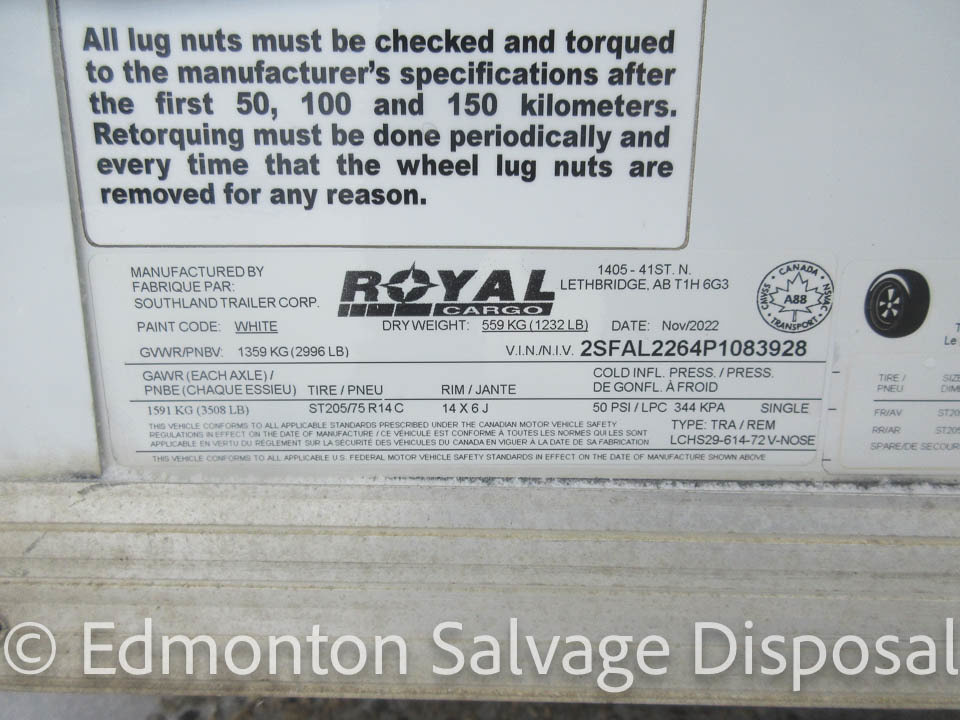 All lug nuts must be checked and torqued
to the manufacturer's specifications after
the first 50, 100 and 150 kilometers.
Retorquing must be done periodically and
every time that the wheel lug nuts are
removed for any reason.
MANUFACTURED BY
FABRIQUE PAR:
SOUTHLAND TRAILER CORP.
ROYAL
CARGO
1405 - 41ST. N.
LETHBRIDGE, AB T1H 6G3
CANADA
CMVSS NSVAC
A88
TRANSPORT
PAINT CODE: WHITE
DRY WEIGHT: 559 KG (1232 LB)
DATE: Nov/2022
GVWR/PNBV: 1359 KG (2996 LB)
V.I.N./N.I.V. 2SFAL2264P1083928
GAWR (EACH AXLE) /
PNBE (CHAQUE ESSIEU)
TIRE / PNEU
RIM / JANTE
COLD INFL. PRESS. / PRESS.
DE GONFL. À FROID
1591 KG (3508 LB)
ST205/75 R14 C
14 X 6 J
50 PSI / LPC 344 KPA
SINGLE
THIS VEHICLE CONFORMS TO ALL APPLICABLE STANDARDS PRESCRIBED UNDER THE CANADIAN MOTOR VEHICLE SAFETY
REGULATIONS IN EFFECT ON THE DATE OF MANUFACTURE / CE VÉHICULE EST CONFORME À TOUTES LES NORMES QUI LUI SONT
APPLICABLES EN VERTU DU RÈGLEMENT SUR LA SÉCURITÉ DES VÉHICULES DU CANADA EN VIGUER À LA DATE DE SA FABRICATION
TYPE: TRA / REM
LCHS29-614-72 V-NOSE
THIS VEHICLE CONFORMS TO ALL APPLICABLE U.S. FEDERAL MOTOR VEHICLE SAFETY STANDARDS IN EFFECT ON THE DATE OF MANUFACTURE SHOWN ABOVE
Le
TIRE /
PNEU
FR/AV
ST20
RR/AR
ST205
SPARE/DE SECOUR
© Edmonton Salvage Disposal